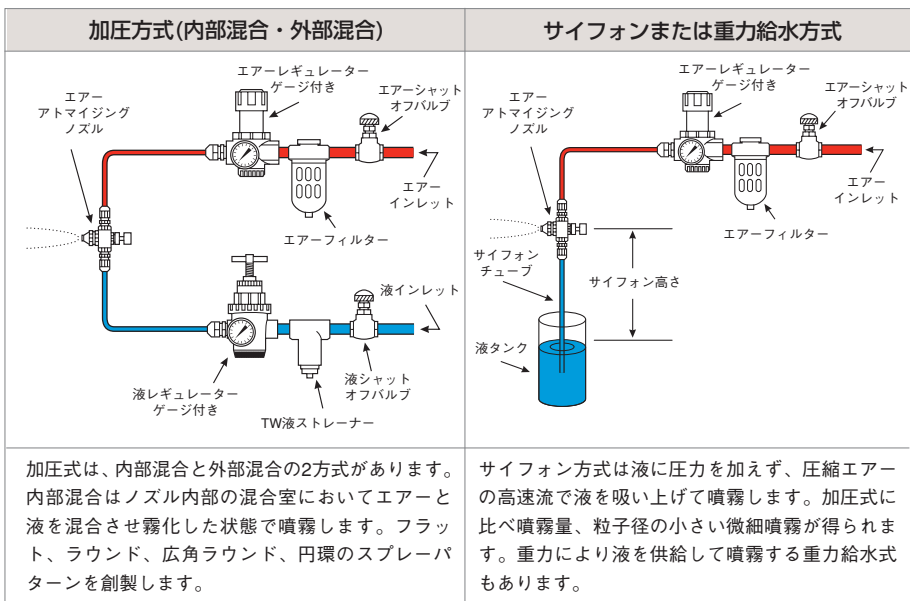 加圧方式(内部混合・外部混合)
エアーレギュレーター
ゲージ付き
エアーシャット
オフバルブ
エアー
アトマイジング
ノズル
エアー
インレット
エアーフィルター
液インレット
液レギュレーター
ゲージ付き
液シャット
オフバルブ
TW液ストレーナー
加圧式は、内部混合と外部混合の2方式があります。
内部混合はノズル内部の混合室においてエアーと
液を混合させ霧化した状態で噴霧します。フラッ
ト、ラウンド、広角ラウンド、円環のスプレーパ
ターンを創製します。
サイフォンまたは重力給水方式
エアーレギュレーター
ゲージ付き
エアーシャット
オフバルブ
エアー
アトマイジング
ノズル
エアー
インレット
エアーフィルター
サイフォン
チューブ
サイフォン高さ
液タンク
サイフォン方式は液に圧力を加えず、圧縮エアー
の高速流で液を吸い上げて噴霧します。加圧式に
比べ噴霧量、粒子径の小さい微細噴霧が得られま
す。重力により液を供給して噴霧する重力給水式
もあります。